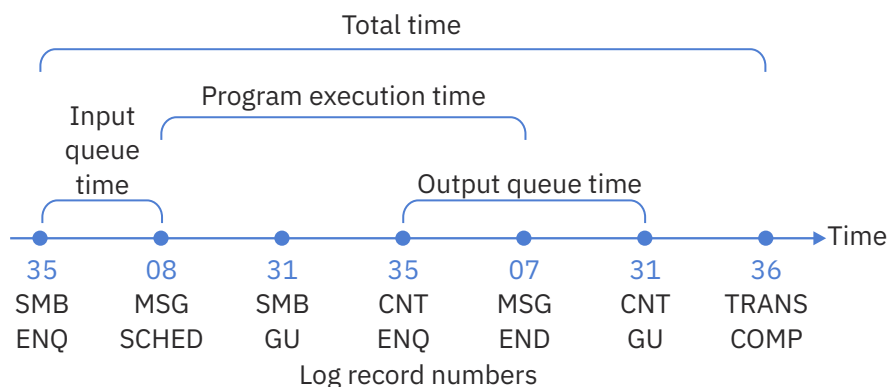 Total time
Program execution time
Input
queue
time
Output queue time
Time
35 08 31 35 07 31 36
SMB MSG SMB CNT MSG CNT TRANS
ENQ SCHED GU ENQ END GU COMP
Log record numbers